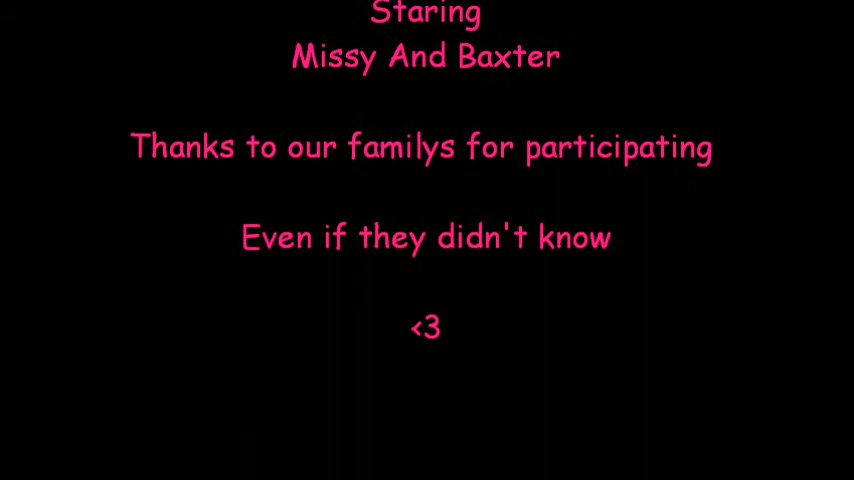 Staring
Missy And Baxter
Thanks to our familys for participating
Even if they didn't know
<3